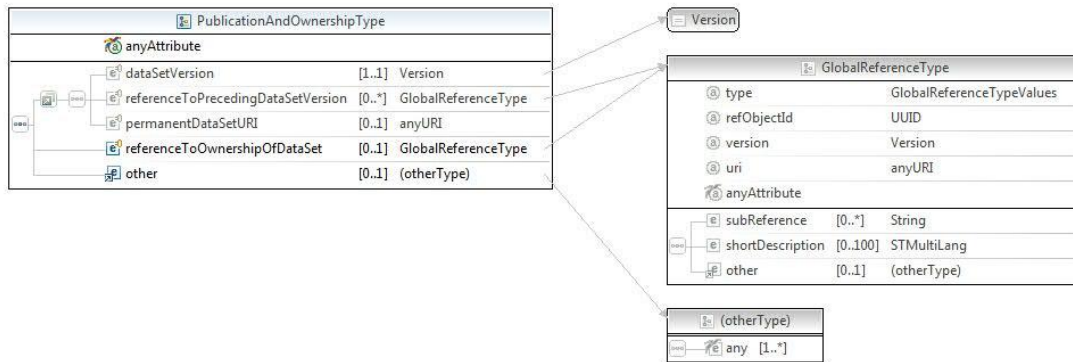 PublicationAndOwnershipType
anyAttribute
dataSetVersion [1..1] Version
referenceToPrecedingDataSetVersion [0..*] GlobalReferenceType
permanentDataSetURI [0..1] anyURI
referenceToOwnershipOfDataSet [0..1] GlobalReferenceType
other [0..1] (otherType)
Version
GlobalReferenceType
type GlobalReferenceTypeValues
refObjectId UUID
version Version
uri anyURI
anyAttribute
subReference [0..*] String
shortDescription [0..100] STMultiLang
other [0..1] (otherType)
(otherType)
any [1..*]